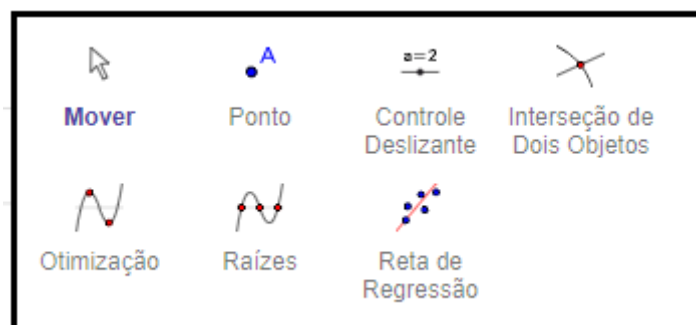 A
a=2
Mover
Ponto
Controle
Deslizante
Interseção de
Dois Objetos
Otimização
Raízes
Reta de
Regressão